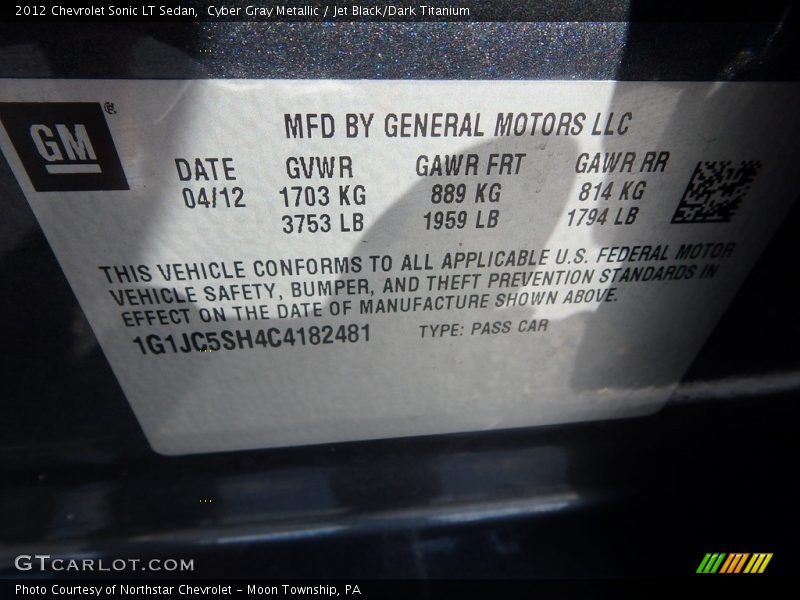 2012 Chevrolet Sonic LT Sedan, Cyber Gray Metallic / Jet Black/Dark Titanium
GM®
MFD BY GENERAL MOTORS LLC
DATE GVWR GAWR FRT GAWR RR
04/12 1703 KG 889 KG 814 KG
3753 LB 1959 LB 1794 LB
THIS VEHICLE CONFORMS TO ALL APPLICABLE U.S. FEDERAL MOTOR
VEHICLE SAFETY, BUMPER, AND THEFT PREVENTION STANDARDS IN
EFFECT ON THE DATE OF MANUFACTURE SHOWN ABOVE.
1G1JC5SH4C4182481 TYPE: PASS CAR
GTCARLOT.COM
Photo Courtesy of Northstar Chevrolet - Moon Township, PA